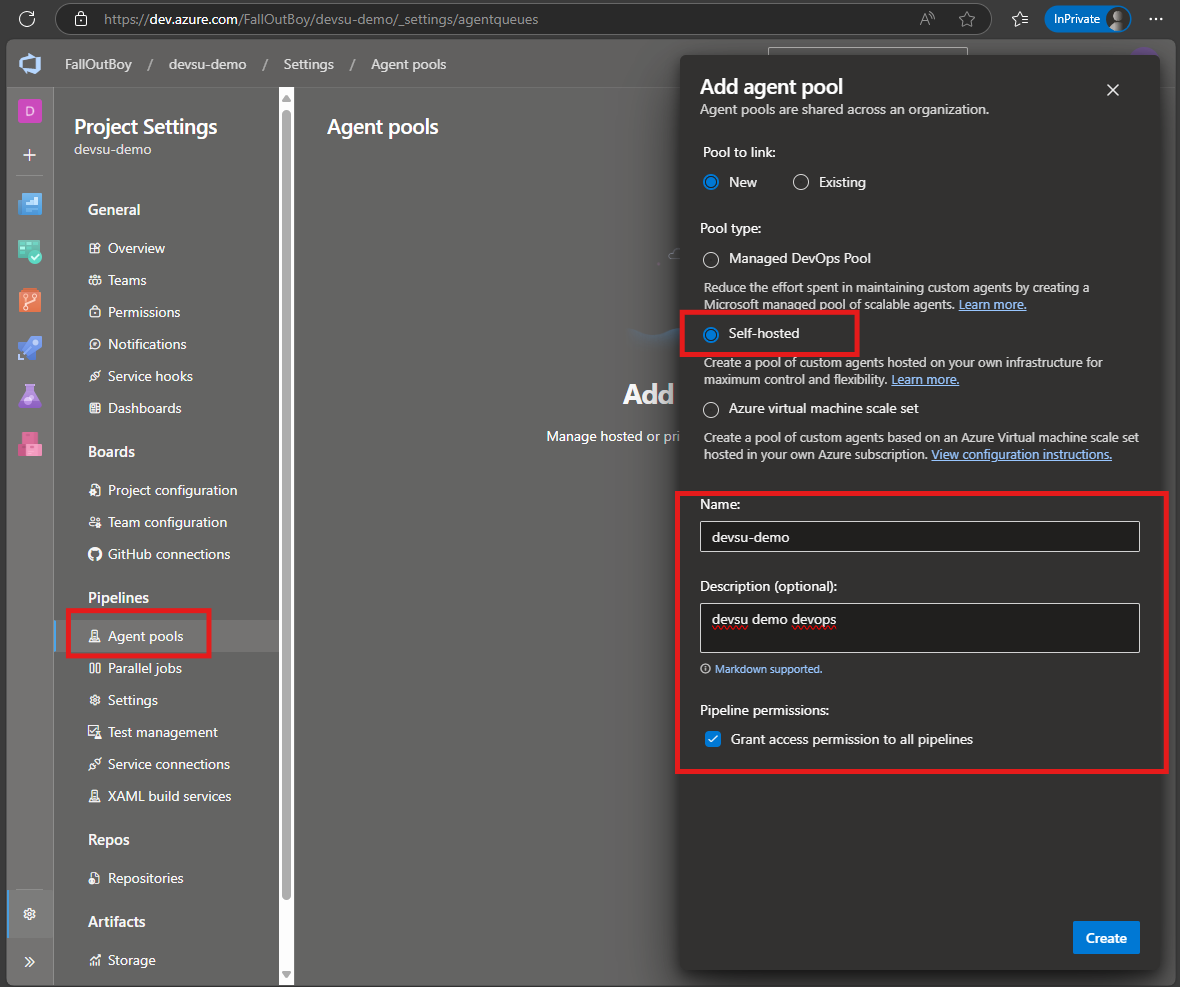 https://dev.azure.com/FallOutBoy/devsu-demo/_settings/agentqueues
InPrivate
FallOutBoy / devsu-demo / Settings / Agent pools
D
Project Settings
devsu-demo
General
Overview
Teams
Permissions
Notifications
Service hooks
Dashboards
Boards
Project configuration
Team configuration
GitHub connections
Pipelines
Agent pools
Parallel jobs
Settings
Test management
Service connections
XAML build services
Repos
Repositories
Artifacts
Storage
Agent pools
Add
Manage hosted or pri
Add agent pool
Agent pools are shared across an organization.
Pool to link:
New
Existing
Pool type:
Managed DevOps Pool
Reduce the effort spent in maintaining custom agents by creating a
Microsoft managed pool of scalable agents. Learn more.
Self-hosted
Create a pool of custom agents hosted on your own infrastructure for
maximum control and flexibility. Learn more.
Azure virtual machine scale set
Create a pool of custom agents based on an Azure Virtual machine scale set
hosted in your own Azure subscription. View configuration instructions.
Name:
devsu-demo
Description (optional):
devsu demo devops
Markdown supported.
Pipeline permissions:
Grant access permission to all pipelines
Create